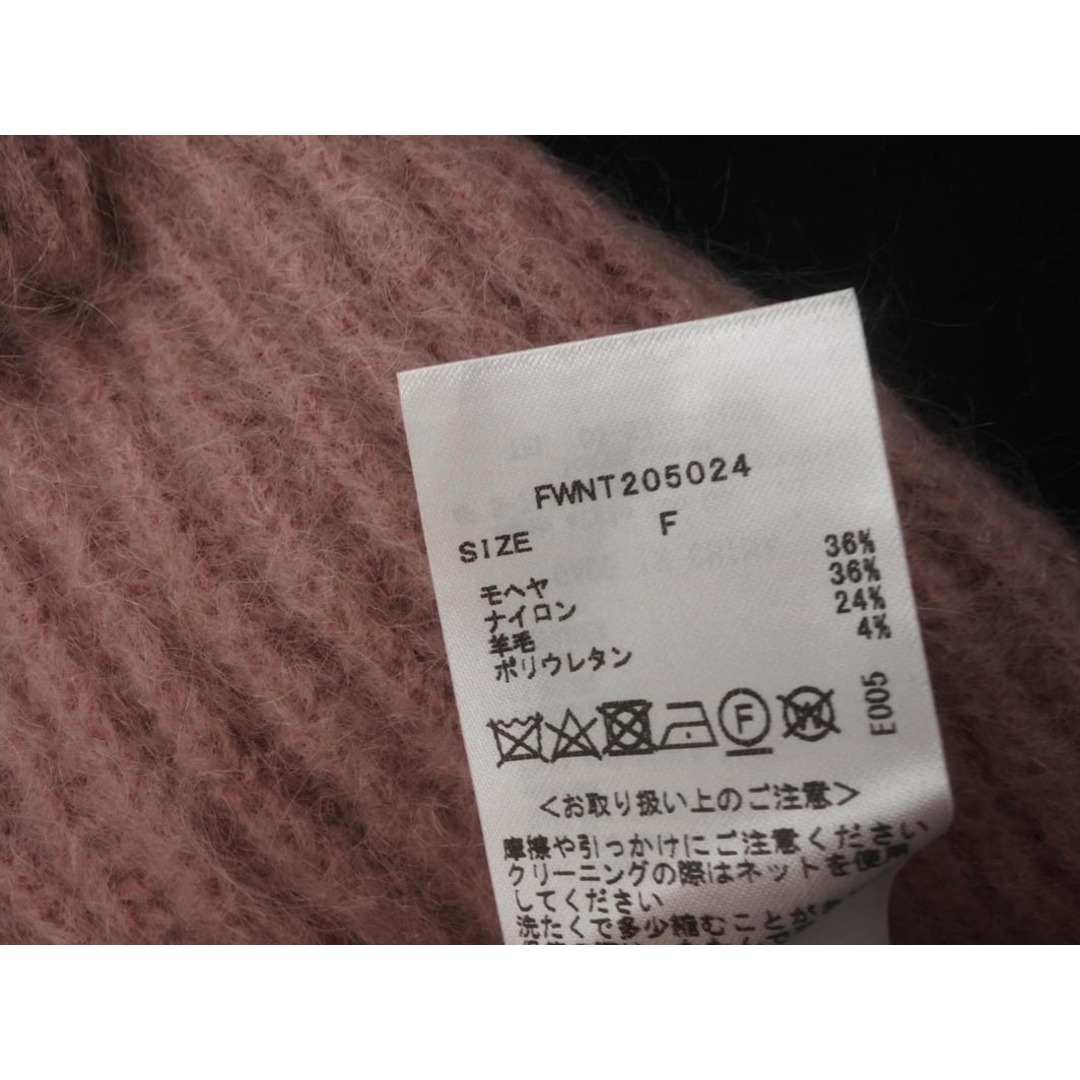 FWNT205024
SIZE F
モヘヤ 36%
ナイロン 36%
羊毛 24%
ポリウレタン 4%
F W E005
<お取り扱い上のご注意>
摩擦や引っかけにご注意ください
クリーニングの際はネットを使用
してください
洗たくで多少縮むことが